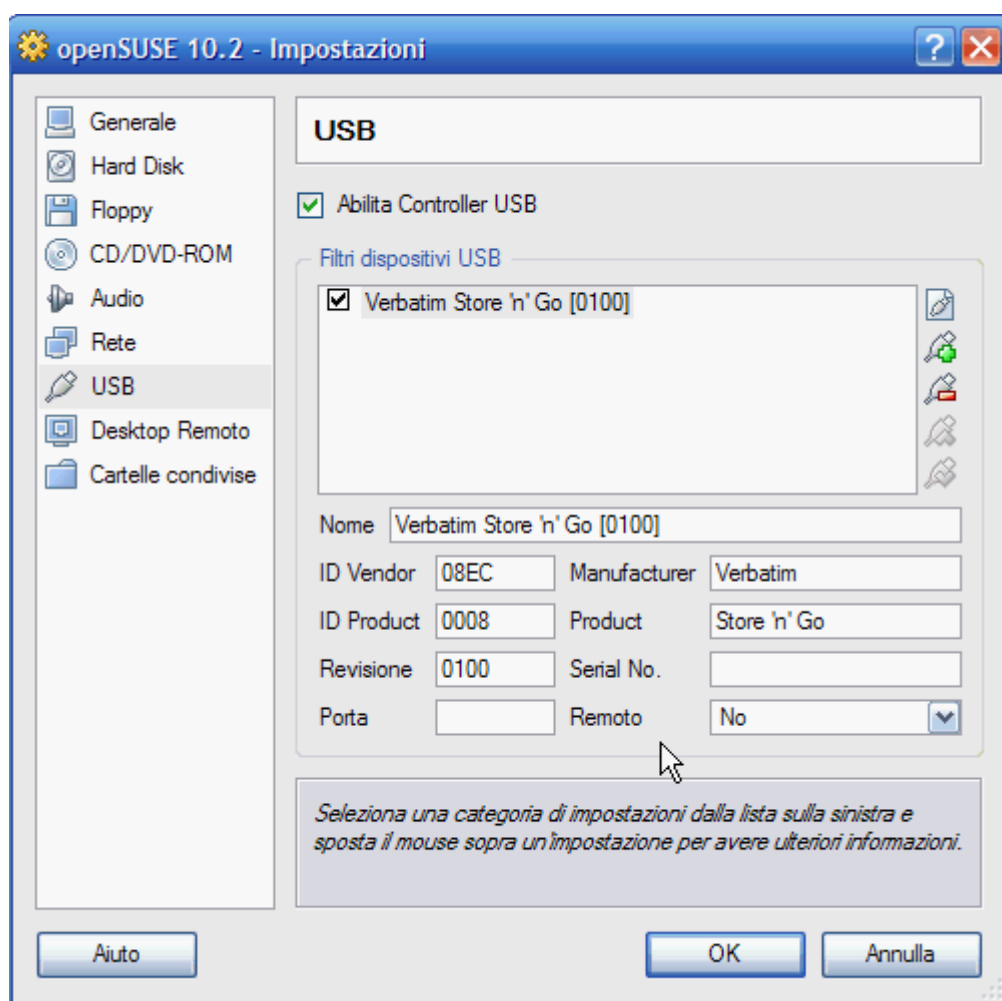 openSUSE 10.2 - Impostazioni
Generale
Hard Disk
Floppy
CD/DVD-ROM
Audio
Rete
USB
Desktop Remoto
Cartelle condivise
USB
Abilita Controller USB
Filtri dispositivi USB
Verbatim Store 'n' Go [0100]
Nome Verbatim Store 'n' Go [0100]
ID Vendor 08EC Manufacturer Verbatim
ID Product 0008 Product Store 'n' Go
Revisione 0100 Serial No.
Porta Remoto No
Seleziona una categoria di impostazioni dalla lista sulla sinistra e
sposta il mouse sopra un'impostazione per avere ulteriori informazioni.
Aiuto OK Annulla